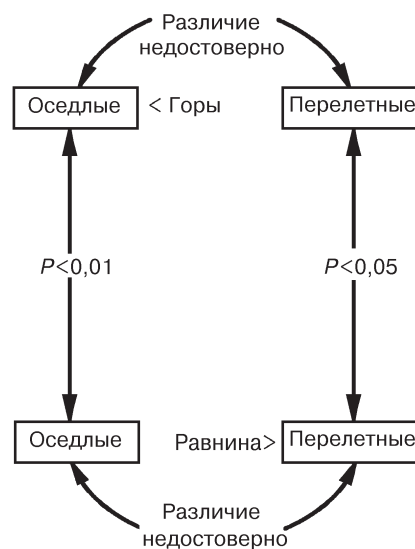 Различие
недостоверно
Оседлые < Горы Перелетные
P<0,01 P<0,05
Оседлые Равнина> Перелетные
Различие
недостоверно